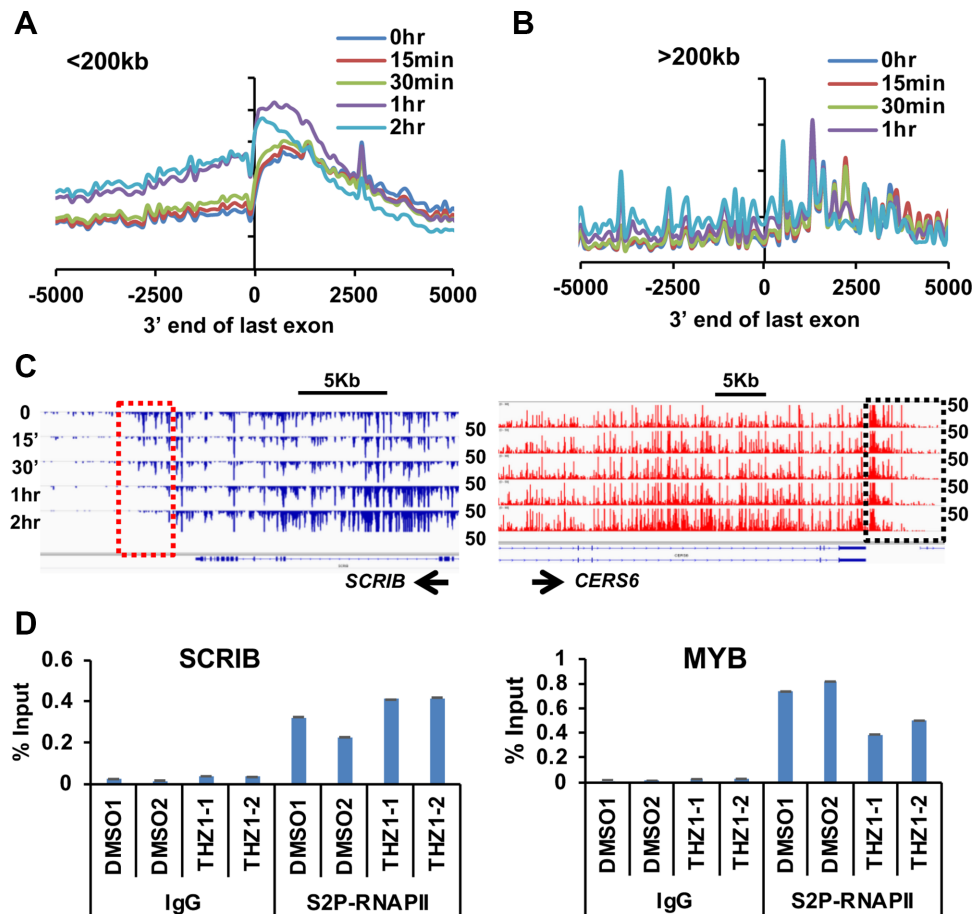 A
<200kb
0hr
15min
30min
1hr
2hr
-5000 -2500 0 2500 5000
3’ end of last exon
B
>200kb
0hr
15min
30min
1hr
-5000 -2500 0 2500 5000
3’ end of last exon
C
5Kb
0
15’
30’
1hr
2hr
50
50
50
50
50
SCRIB
5Kb
50
50
50
50
50
CERS6
D
SCRIB
% Input
0.6
0.4
0.2
0
DMSO1 DMSO2 THZ1-1 THZ1-2 DMSO1 DMSO2 THZ1-1 THZ1-2
IgG S2P-RNAPII
MYB
% Input
1
0.8
0.6
0.4
0.2
0
DMSO1 DMSO2 THZ1-1 THZ1-2 DMSO1 DMSO2 THZ1-1 THZ1-2
IgG S2P-RNAPII